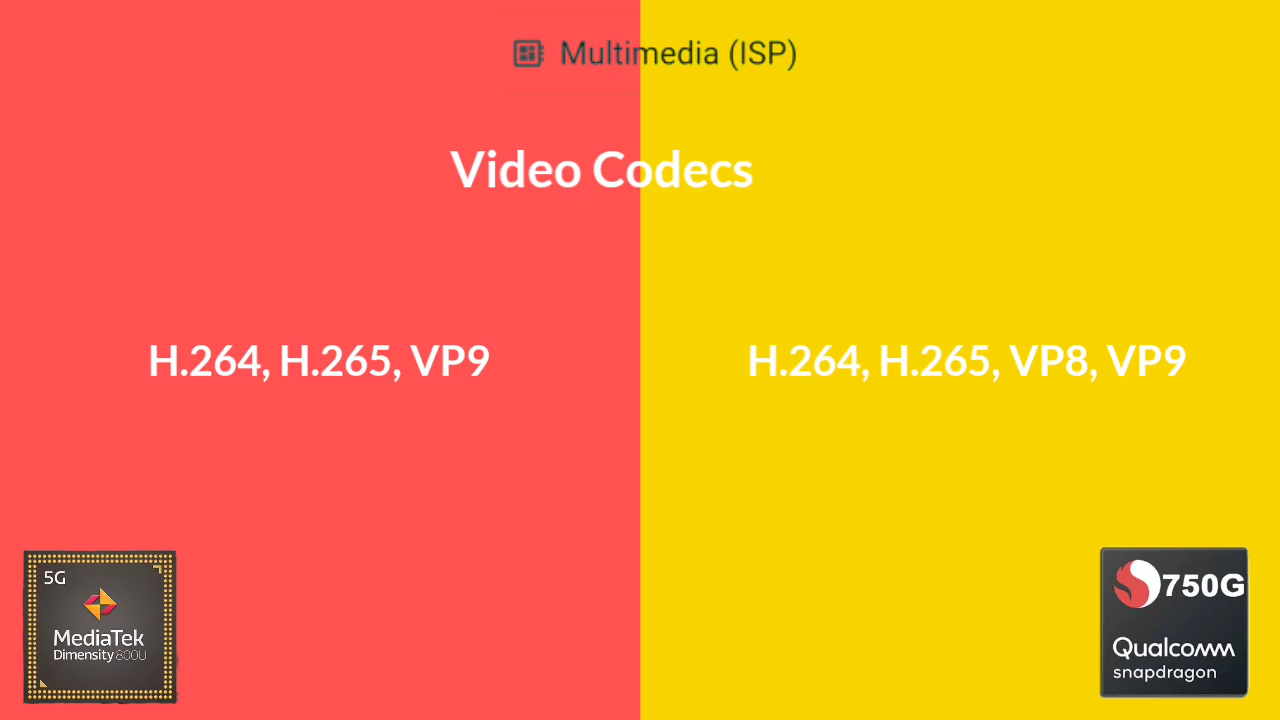 Multimedia (ISP)
Video Codecs
H.264, H.265, VP9
H.264, H.265, VP8, VP9
5G
MediaTek
Dimensity 800U
750G
Qualcomm
snapdragon